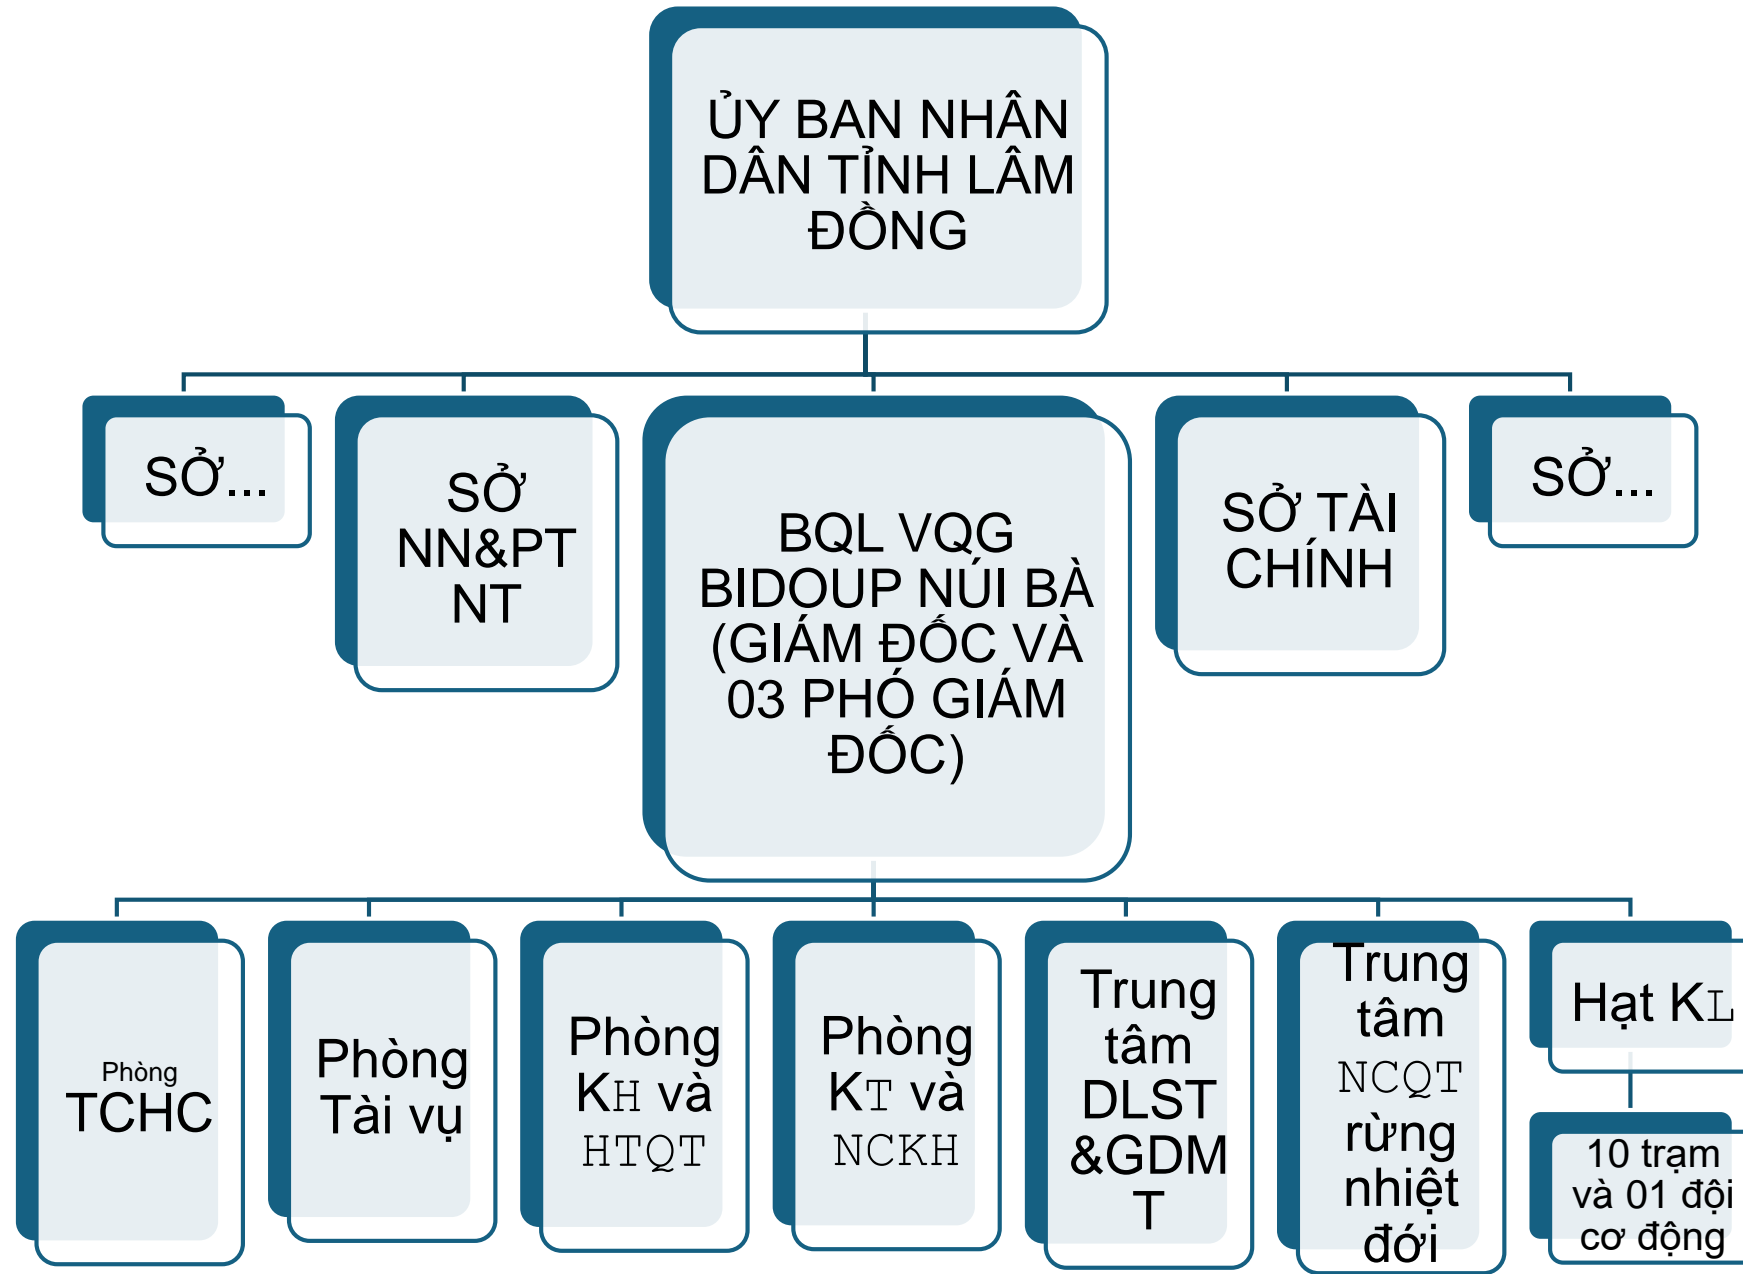 ỦY BAN NHÂN
DÂN TỈNH LÂM
ĐỒNG
SỞ...
SỞ
NN&PT
NT
BQL VQG
BIDOUP NÚI BÀ
(GIÁM ĐỐC VÀ
03 PHÓ GIÁM
ĐỐC)
SỞ TÀI
CHÍNH
SỞ...
Phòng
TCHC
Phòng
Tài vụ
Phòng
KH và
HTQT
Phòng
KT và
NCKH
Trung
tâm
DLST
&GDM
T
Trung
tâm
NCQT
rừng
nhiệt
đới
Hạt KL
10 trạm
và 01 đội
cơ động